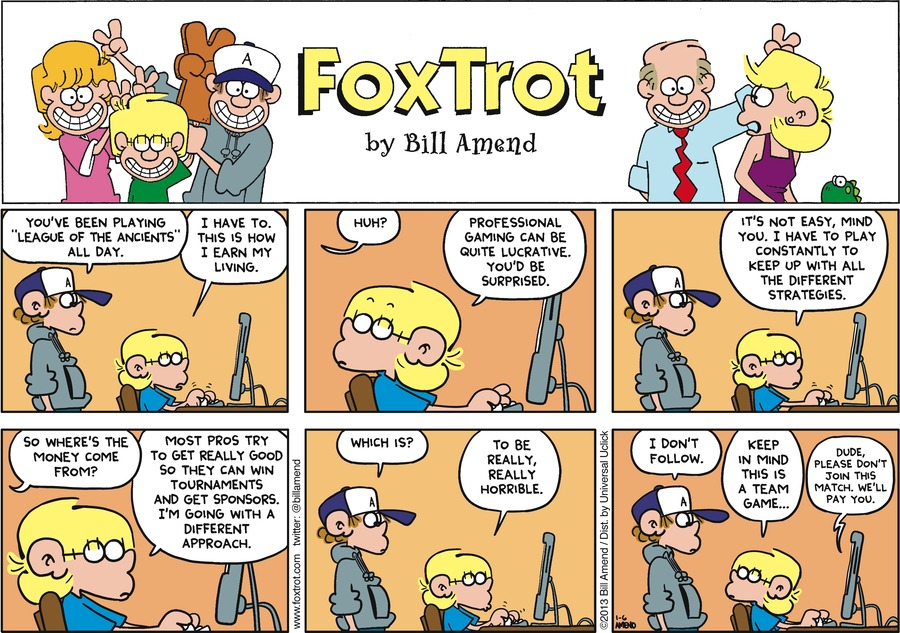 FoxTrot
by Bill Amend
A
YOU'VE BEEN PLAYING
"LEAGUE OF THE ANCIENTS"
ALL DAY.
I HAVE TO.
THIS IS HOW
I EARN MY
LIVING.
A
HUH?
PROFESSIONAL
GAMING CAN BE
QUITE LUCRATIVE.
YOU'D BE
SURPRISED.
IT'S NOT EASY, MIND
YOU. I HAVE TO PLAY
CONSTANTLY TO
KEEP UP WITH ALL
THE DIFFERENT
STRATEGIES.
A
SO WHERE'S THE
MONEY COME
FROM?
MOST PROS TRY
TO GET REALLY GOOD
SO THEY CAN WIN
TOURNAMENTS
AND GET SPONSORS.
I'M GOING WITH A
DIFFERENT
APPROACH.
www.foxtrot.com twitter: @billamend
WHICH IS?
TO BE
REALLY,
REALLY
HORRIBLE.
A
©2013 Bill Amend / Dist. by Universal Uclick
I DON'T
FOLLOW.
KEEP
IN MIND
THIS IS
A TEAM
GAME...
DUDE,
PLEASE DON'T
JOIN THIS
MATCH. WE'LL
PAY YOU.
A
1-6
AMEND